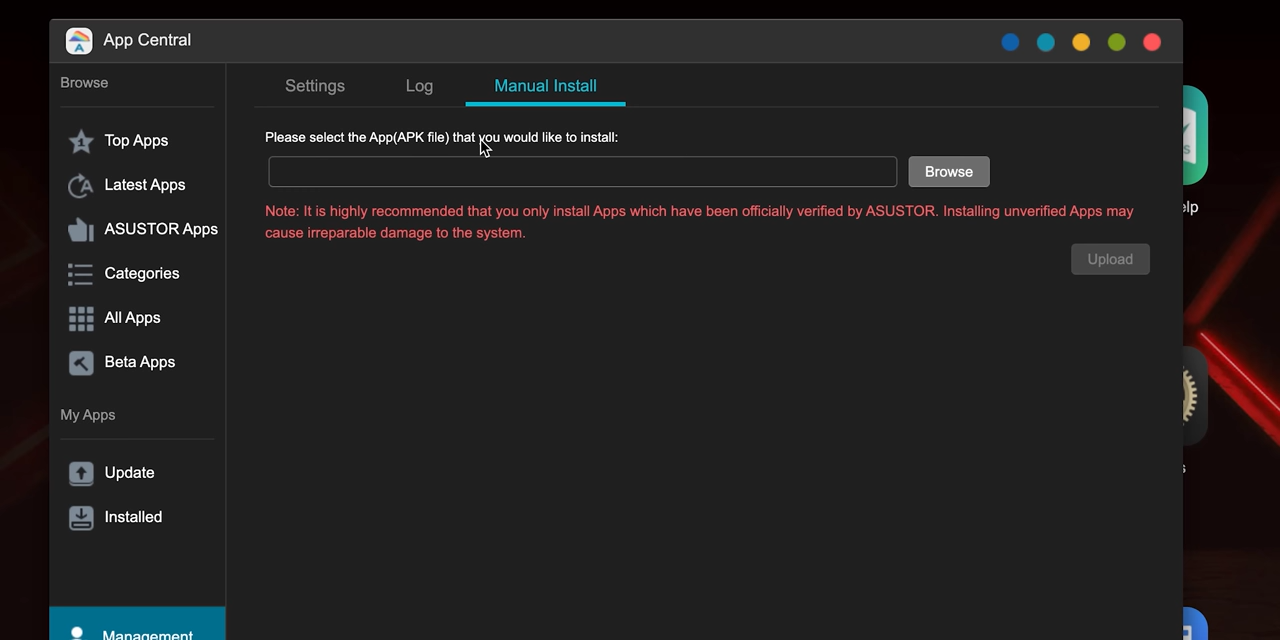 App Central
Browse
Settings
Log
Manual Install
Please select the App(APK file) that you would like to install:
Browse
Note: It is highly recommended that you only install Apps which have been officially verified by ASUSTOR. Installing unverified Apps may
cause irreparable damage to the system.
Upload
Top Apps
Latest Apps
ASUSTOR Apps
Categories
All Apps
Beta Apps
My Apps
Update
Installed
Management
elp
s